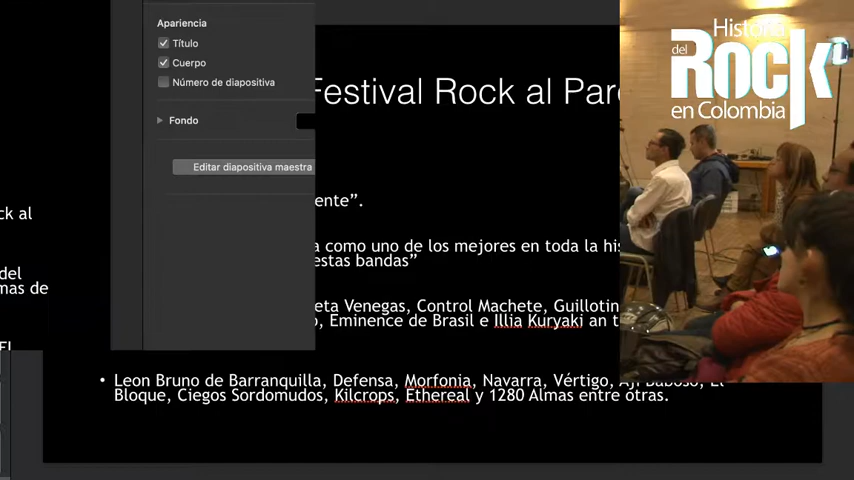 Apariencia
Título
Cuerpo
Número de diapositiva
Fondo
Editar diapositiva maestra
Historia
del
Rock
en Colombia
Festival Rock al
ente”.
ck al
a como uno de los mejores en toda la
estas bandas”
del
mas de
eta Venegas, Control Machete,
Eminence de Brasil e Illia Kuryaki an
• Leon Bruno de Barranquilla, Defensa, Morfonia, Navarra, Vértigo, Ají Baboso, El
Bloque, Ciegos Sordomudos, Kilcrops, Ethereal y 1280 Almas entre otras.